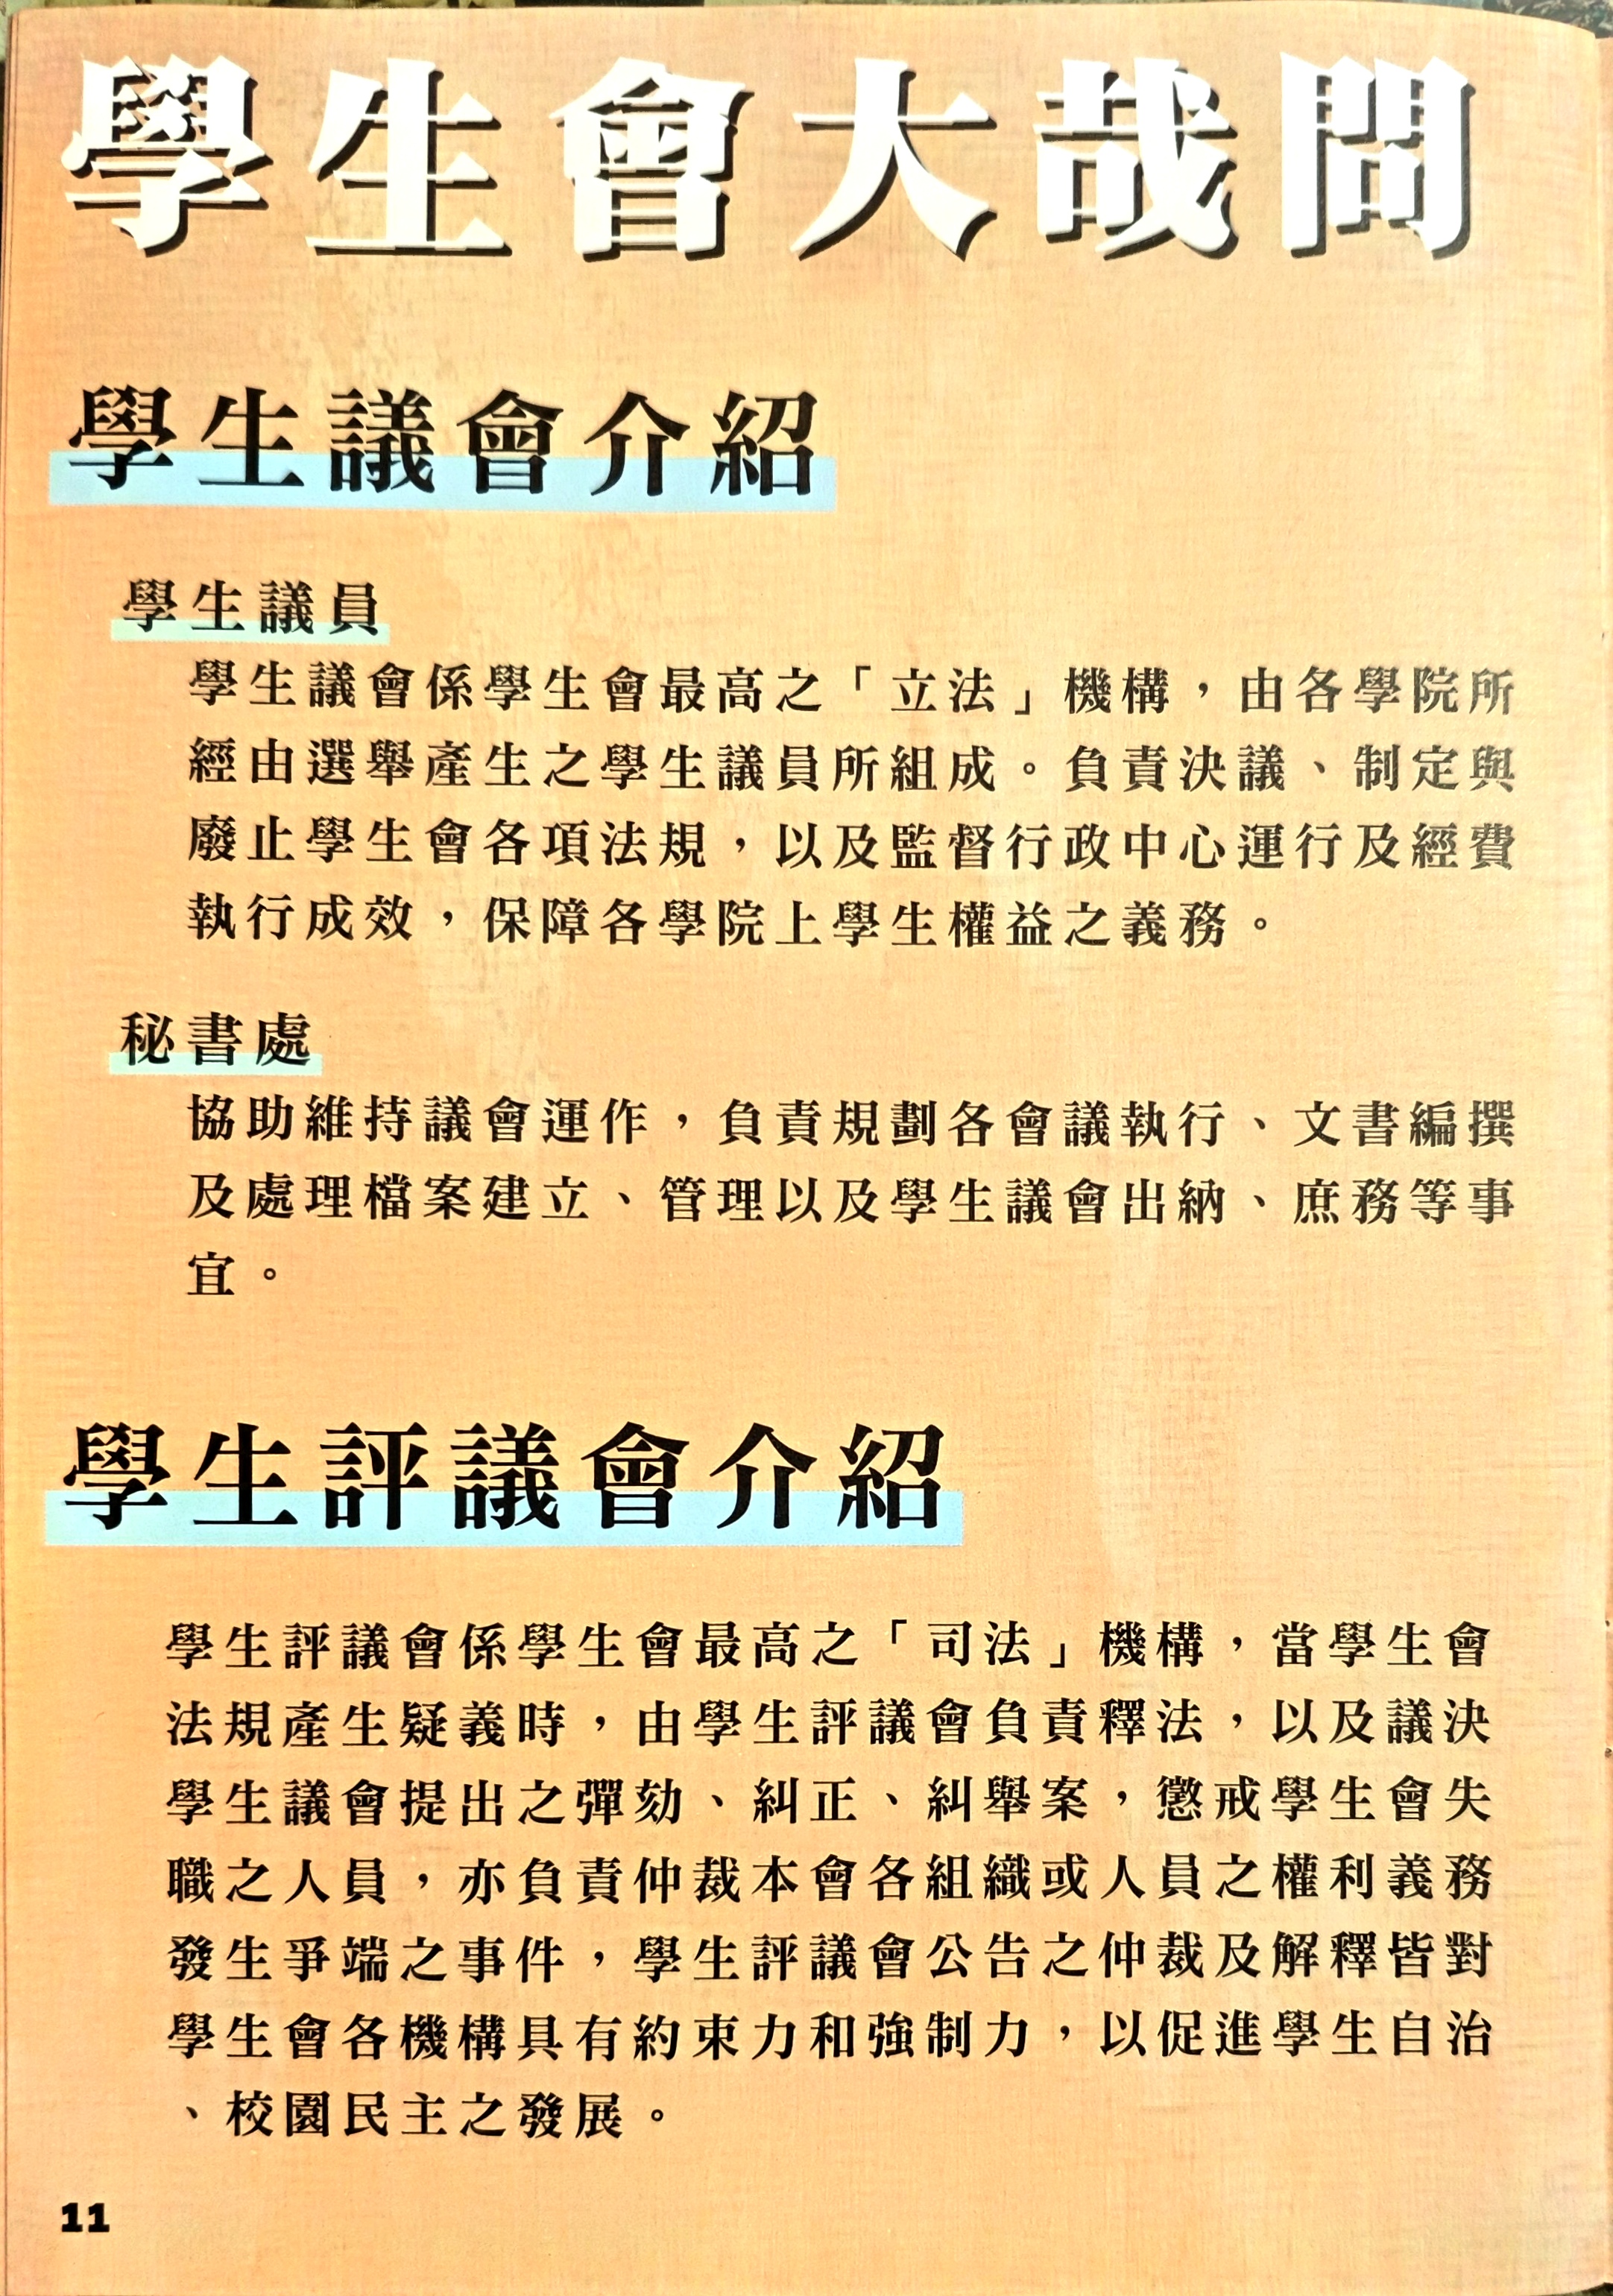 學生會大哉問
學生議會介紹
學生議員
學生議會係學生會最高之「立法」機構，由各學院所
經由選舉產生之學生議員所組成。負責決議、制定與
廢止學生會各項法規，以及監督行政中心運行及經費
執行成效，保障各學院上學生權益之義務。
秘書處
協助維持議會運作，負責規劃各會議執行、文書編撰
及處理檔案建立、管理以及學生議會出納、庶務等事
宜。
學生評議會介紹
學生評議會係學生會最高之「司法」機構，當學生會
法規產生疑義時，由學生評議會負責釋法，以及議決
學生議會提出之彈劾、糾正、糾舉案，懲戒學生會失
職之人員，亦負責仲裁本會各組織或人員之權利義務
發生爭端之事件，學生評議會公告之仲裁及解釋皆對
學生會各機構具有約束力和強制力，以促進學生自治
、校園民主之發展。
11